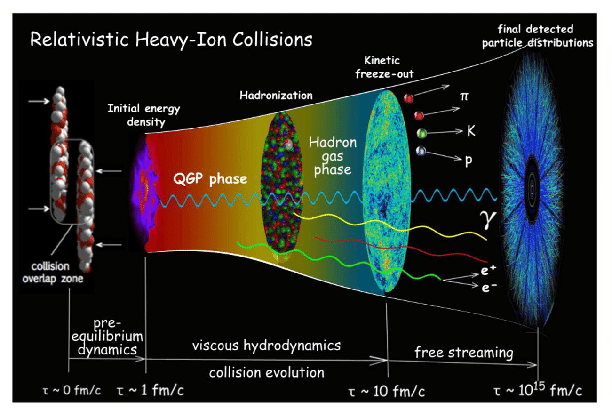 Relativistic Heavy-Ion Collisions
final detected
particle distributions
Kinetic
freeze-out
Hadronization
Initial energy
density
π
K
p
Hadron
gas
phase
QGP phase
γ
collision
overlap zone
e⁺
e⁻
pre-
equilibrium
dynamics
viscous hydrodynamics
collision evolution
free streaming
τ ~ 0 fm/c
τ ~ 1 fm/c
τ ~ 10 fm/c
τ ~ 10¹⁵ fm/c